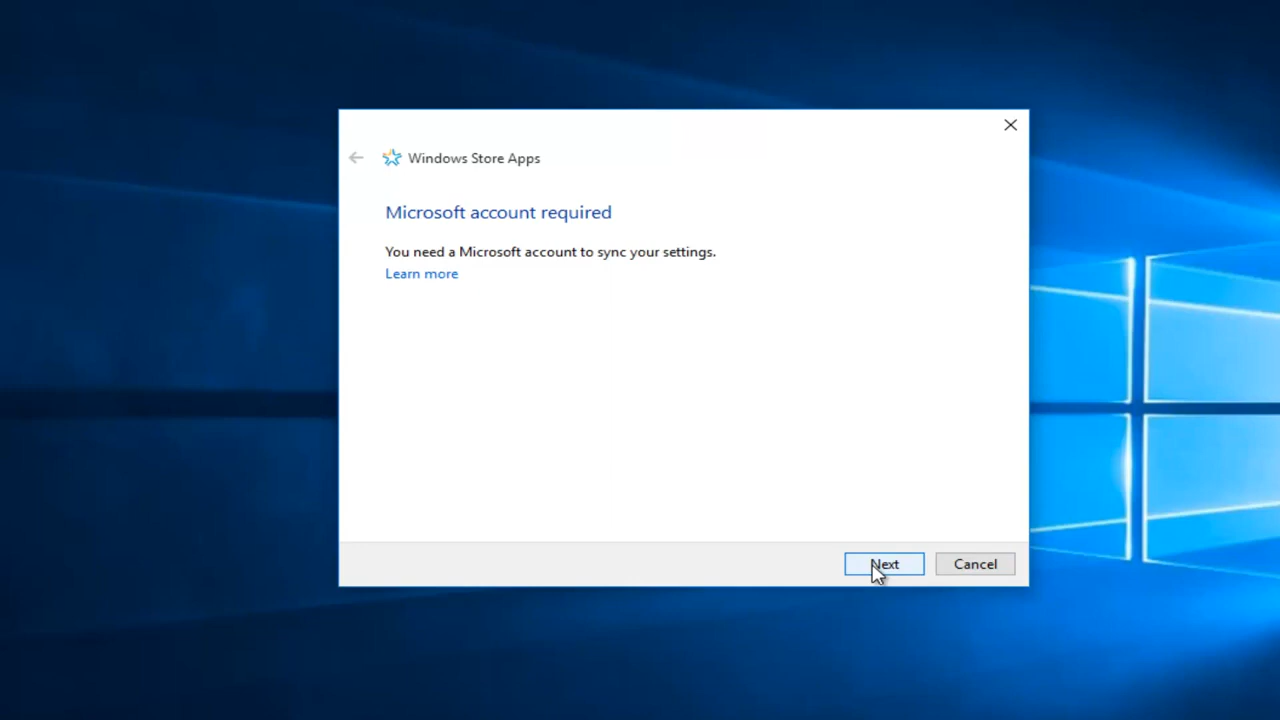 Windows Store Apps
Microsoft account required
You need a Microsoft account to sync your settings.
Learn more
Next
Cancel